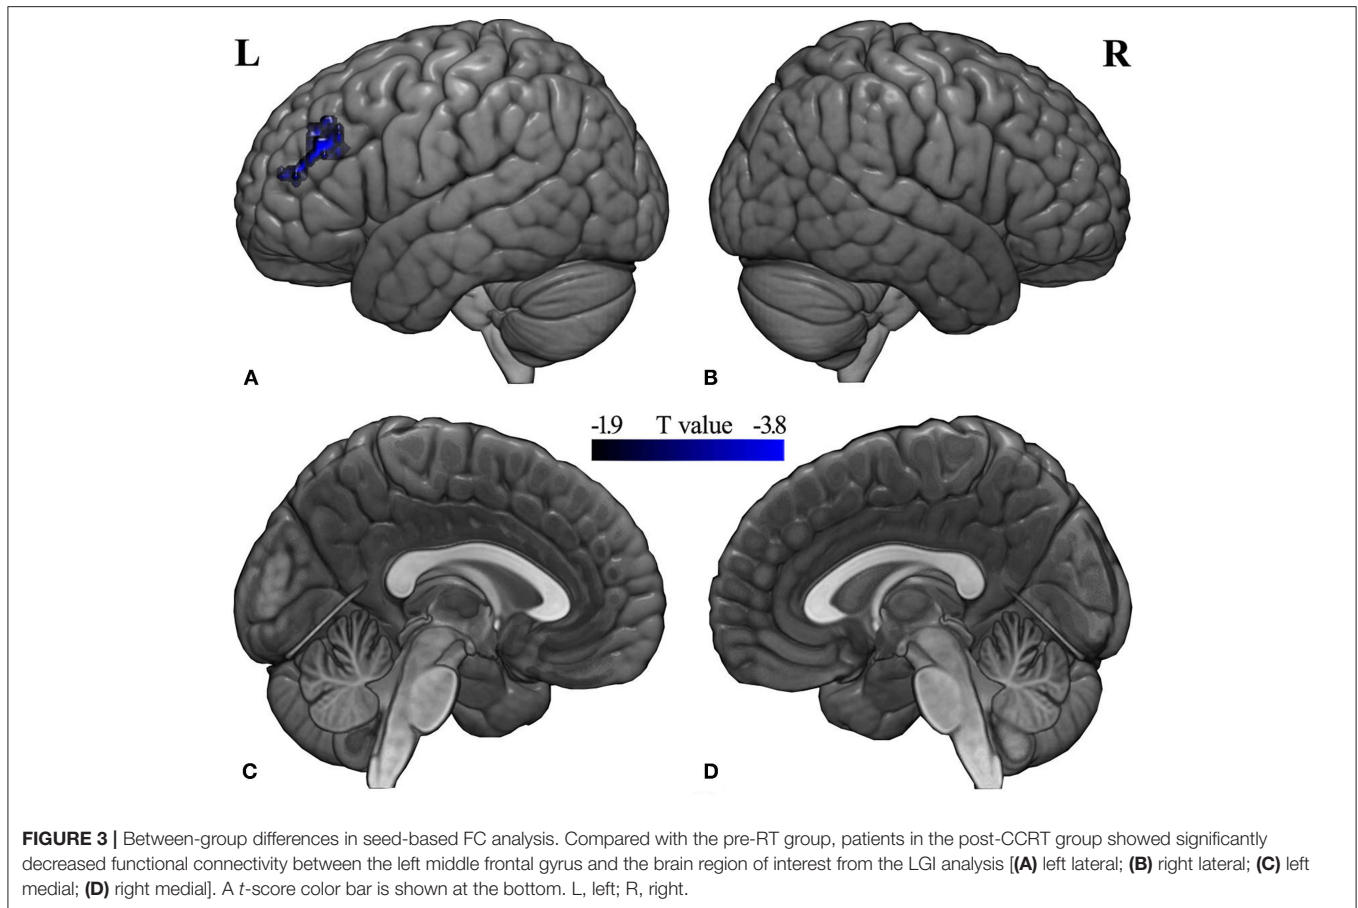 L
R
A
B
-1.9 T value -3.8
C
D
FIGURE 3 | Between-group differences in seed-based FC analysis. Compared with the pre-RT group, patients in the post-CCRT group showed significantly
decreased functional connectivity between the left middle frontal gyrus and the brain region of interest from the LGI analysis [(A) left lateral; (B) right lateral; (C) left
medial; (D) right medial]. A t-score color bar is shown at the bottom. L, left; R, right.